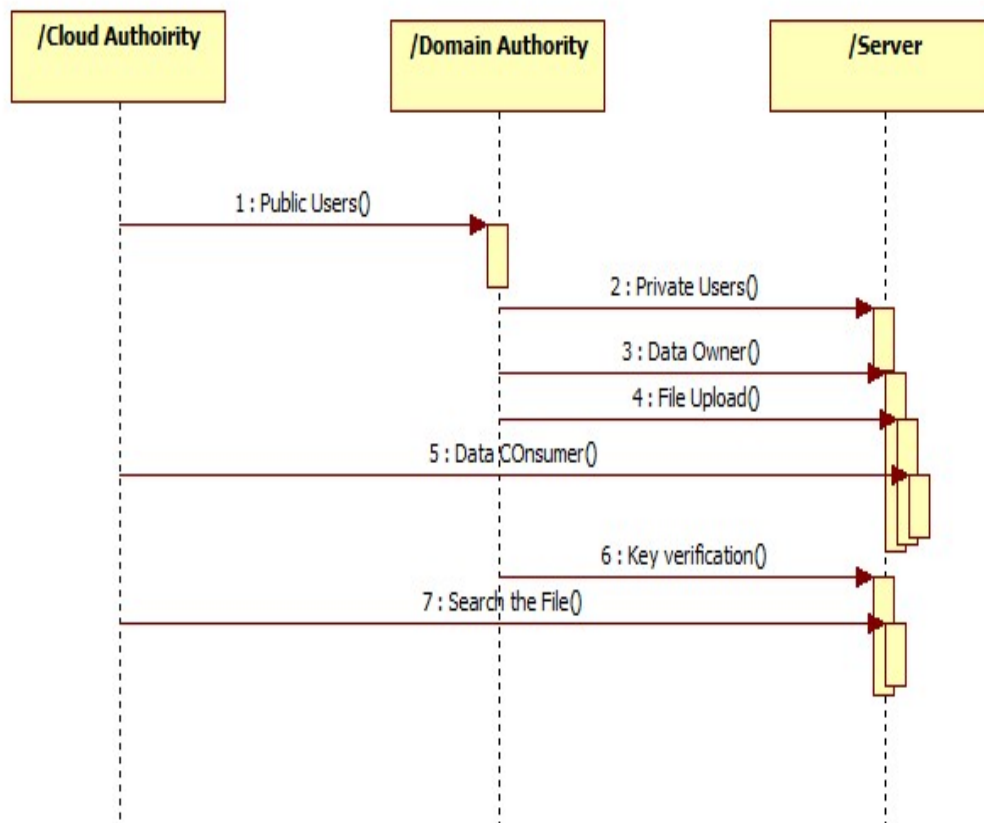 /Cloud Authoirity
/Domain Authority
/Server
1 : Public Users()
2 : Private Users()
3 : Data Owner()
4 : File Upload()
5 : Data COnsumer()
6 : Key verification()
7 : Search the File()